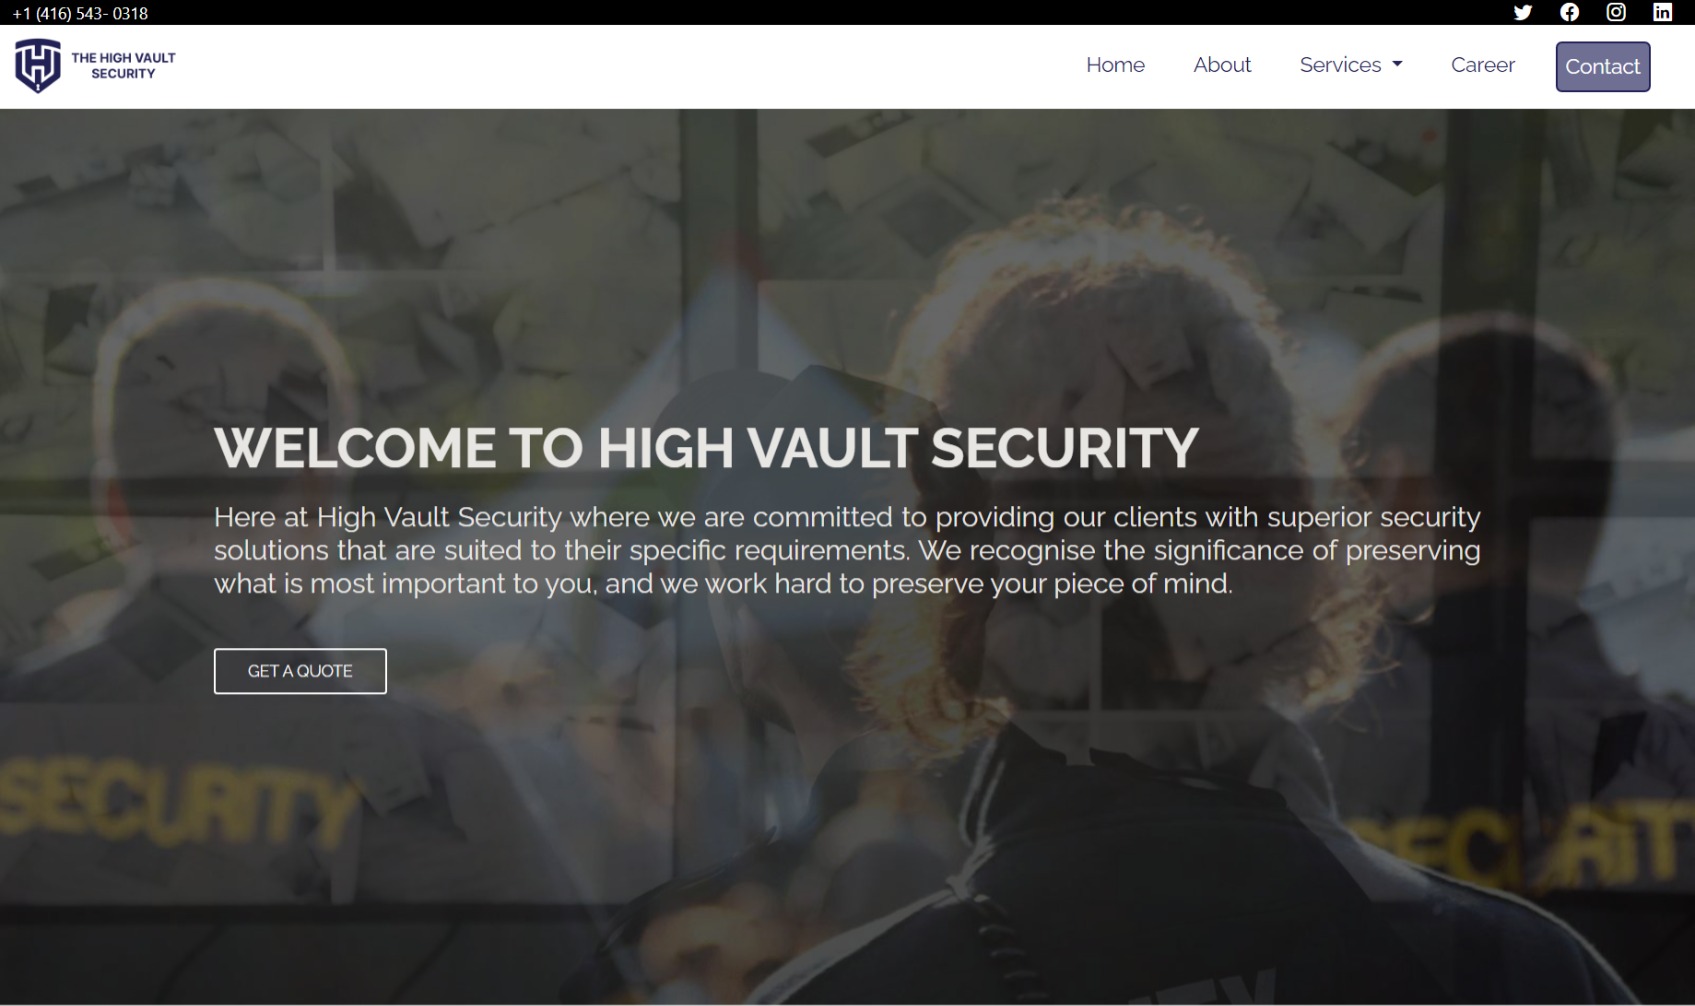 +1 (416) 543- 0318
THE HIGH VAULT
SECURITY
Home About Services Career Contact
WELCOME TO HIGH VAULT SECURITY
Here at High Vault Security where we are committed to providing our clients with superior security
solutions that are suited to their specific requirements. We recognise the significance of preserving
what is most important to you, and we work hard to preserve your piece of mind.
GET A QUOTE
SECURITY
SECURIT